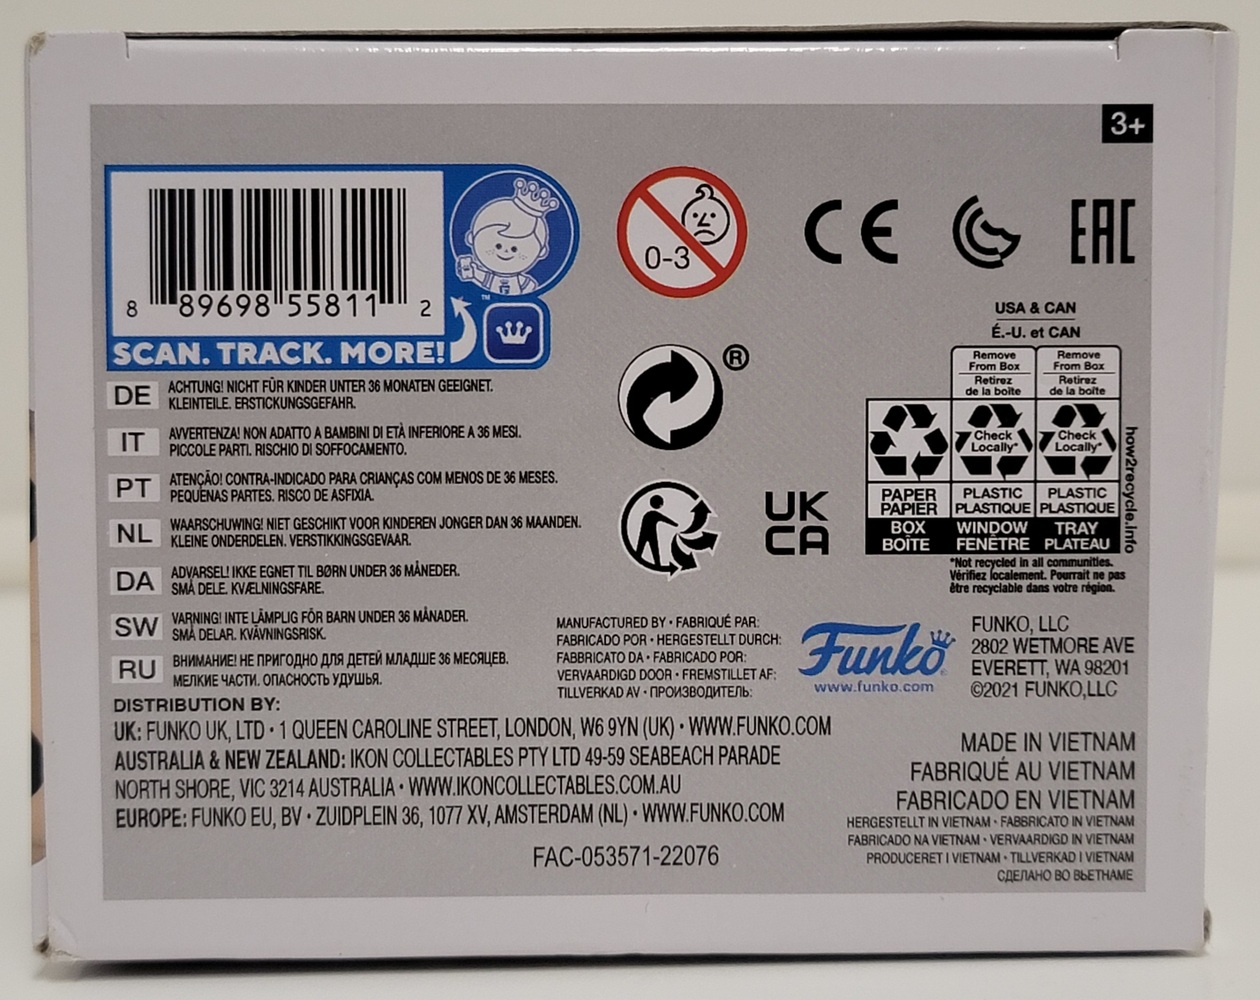 3+
8 89698 55811 2
SCAN. TRACK. MORE!
™
0-3
CE
EAC
DE ACHTUNG! NICHT FÜR KINDER UNTER 36 MONATEN GEEIGNET.
KLEINTEILE. ERSTICKUNGSGEFAHR.
IT AVVERTENZA! NON ADATTO A BAMBINI DI ETÀ INFERIORE A 36 MESI.
PICCOLE PARTI. RISCHIO DI SOFFOCAMENTO.
PT ATENÇÃO! CONTRA-INDICADO PARA CRIANÇAS COM MENOS DE 36 MESES.
PEQUENAS PARTES. RISCO DE ASFIXIA.
NL WAARSCHUWING! NIET GESCHIKT VOOR KINDEREN JONGER DAN 36 MAANDEN.
KLEINE ONDERDELEN. VERSTIKKINGSGEVAAR.
DA ADVARSEL! IKKE EGNET TIL BØRN UNDER 36 MÅNEDER.
SMÅ DELE. KVÆLNINGSFARE.
SW VARNING! INTE LÄMPLIG FÖR BARN UNDER 36 MÅNADER.
SMÅ DELAR. KVÄVNINGSRISK.
RU ВНИМАНИЕ! НЕ ПРИГОДНО ДЛЯ ДЕТЕЙ МЛАДШЕ 36 МЕСЯЦЕВ.
МЕЛКИЕ ЧАСТИ. ОПАСНОСТЬ УДУШЬЯ.
®
UK
CA
USA & CAN
É.-U. et CAN
Remove From Box
Retirez de la boîte
Remove From Box
Retirez de la boîte
Check Locally*
Check Locally*
PAPER PAPIER
PLASTIC PLASTIQUE
PLASTIC PLASTIQUE
BOX BOÎTE
WINDOW FENÊTRE
TRAY PLATEAU
how2recycle.info
*Not recycled in all communities.
Vérifiez localement. Pourrait ne pas
être recyclable dans votre région.
MANUFACTURED BY • FABRIQUÉ PAR:
FABRICADO POR • HERGESTELLT DURCH:
FABBRICATO DA • FABRICADO POR:
VERVAARDIGD DOOR • FREMSTILLET AF:
TILLVERKAD AV • ПРОИЗВОДИТЕЛЬ:
Funko
www.funko.com
FUNKO, LLC
2802 WETMORE AVE
EVERETT, WA 98201
©2021 FUNKO,LLC
DISTRIBUTION BY:
UK: FUNKO UK, LTD • 1 QUEEN CAROLINE STREET, LONDON, W6 9YN (UK) • WWW.FUNKO.COM
AUSTRALIA & NEW ZEALAND: IKON COLLECTABLES PTY LTD 49-59 SEABEACH PARADE
NORTH SHORE, VIC 3214 AUSTRALIA • WWW.IKONCOLLECTABLES.COM.AU
EUROPE: FUNKO EU, BV • ZUIDPLEIN 36, 1077 XV, AMSTERDAM (NL) • WWW.FUNKO.COM
FAC-053571-22076
MADE IN VIETNAM
FABRIQUÉ AU VIETNAM
FABRICADO EN VIETNAM
HERGESTELLT IN VIETNAM • FABBRICATO IN VIETNAM
FABRICADO NA VIETNAM • VERVAARDIGD IN VIETNAM
PRODUCERET I VIETNAM • TILLVERKAD I VIETNAM
СДЕЛАНО ВО ВЬЕТНАМЕ